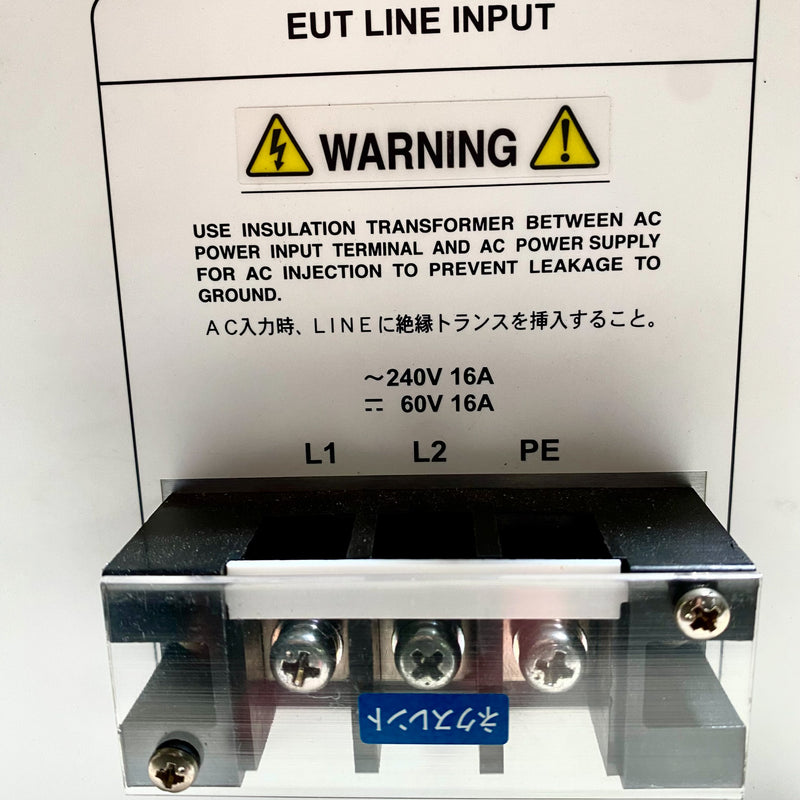 EUT LINE INPUT
WARNING
USE INSULATION TRANSFORMER BETWEEN AC
POWER INPUT TERMINAL AND AC POWER SUPPLY
FOR AC INJECTION TO PREVENT LEAKAGE TO
GROUND.
AC入力時、LINEに絶縁トランスを挿入すること。
～240V 16A
⎓ 60V 16A
L1 L2 PE
ネクスレント